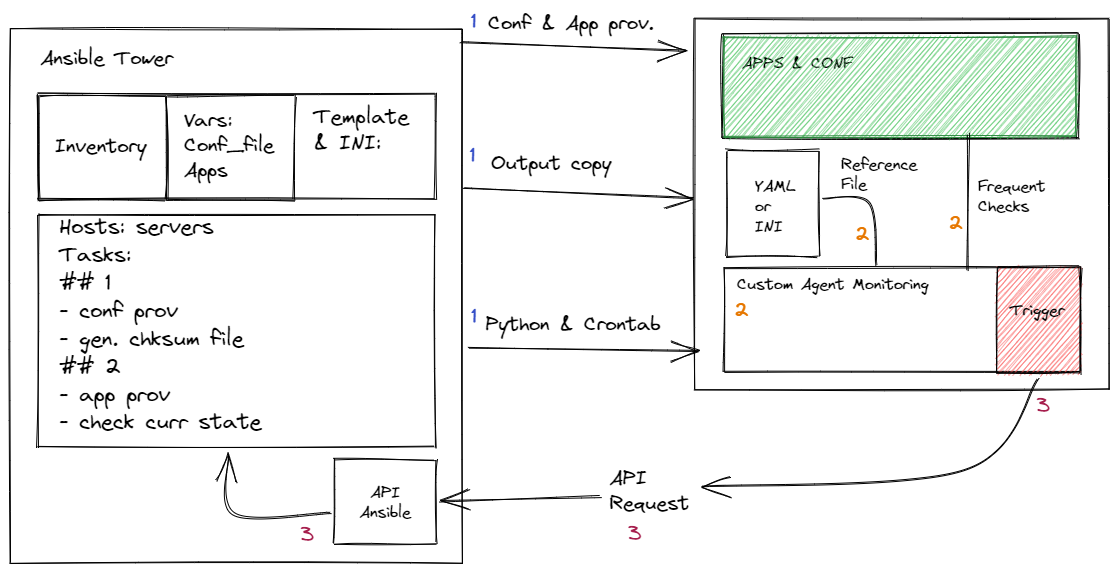 Ansible Tower
Inventory
Vars:
Conf_file
Apps
Template
& INI:
Hosts: servers
Tasks:
## 1
- conf prov
- gen. chksum file
## 2
- app prov
- check curr state
API
Ansible
3
1 Conf & App prov.
1 Output copy
1 Python & Crontab
API
Request
3
APPS & CONF
YAML
or
INI
Reference
File
2
Frequent
Checks
2
Custom Agent Monitoring
2
Trigger
3